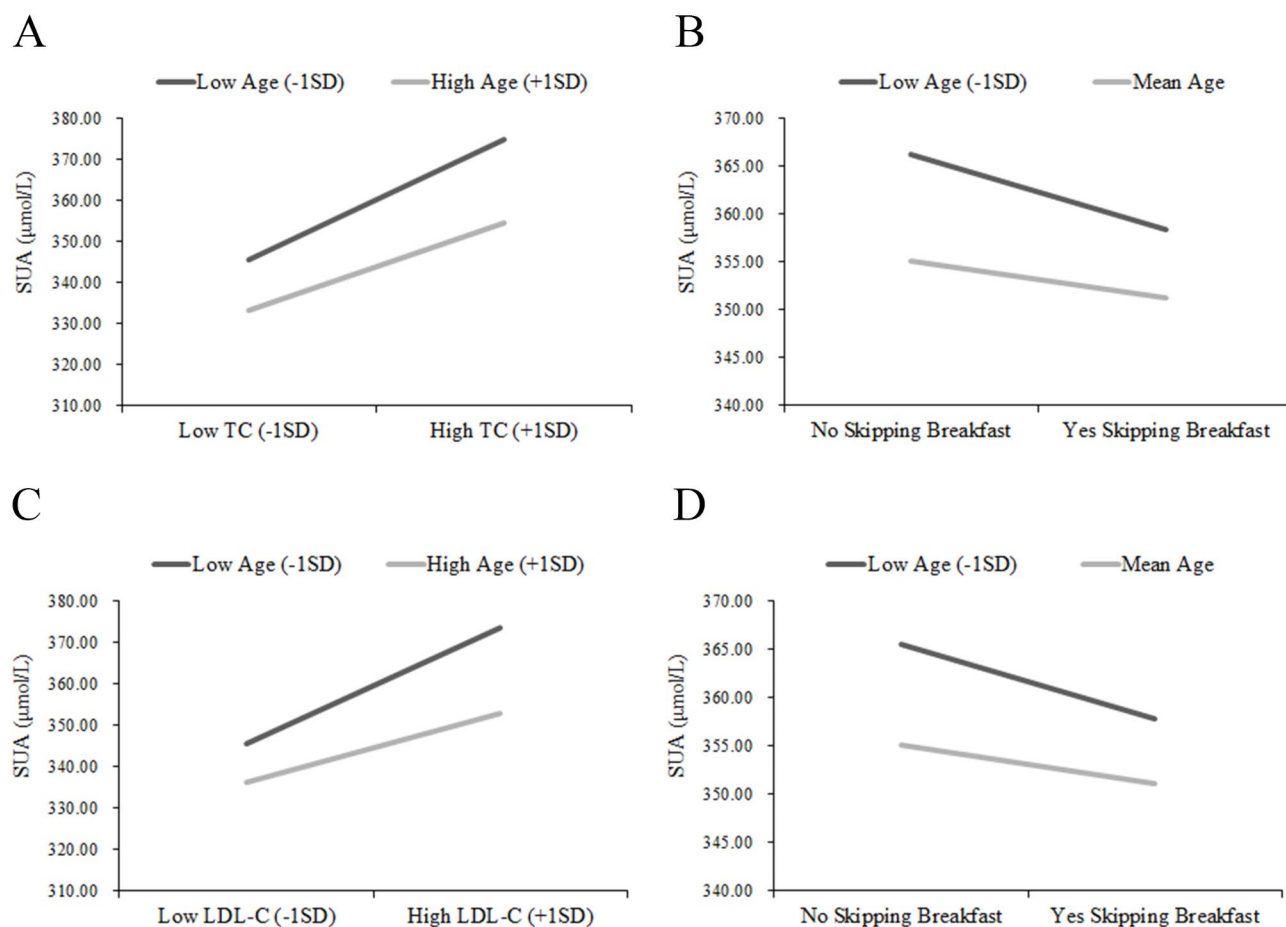 A
Low Age (-1SD) High Age (+1SD)
380.00
370.00
360.00
350.00
340.00
330.00
320.00
310.00
SUA (μmol/L)
Low TC (-1SD) High TC (+1SD)
B
Low Age (-1SD) Mean Age
370.00
365.00
360.00
355.00
350.00
345.00
340.00
SUA (μmol/L)
No Skipping Breakfast Yes Skipping Breakfast
C
Low Age (-1SD) High Age (+1SD)
380.00
370.00
360.00
350.00
340.00
330.00
320.00
310.00
SUA (μmol/L)
Low LDL-C (-1SD) High LDL-C (+1SD)
D
Low Age (-1SD) Mean Age
370.00
365.00
360.00
355.00
350.00
345.00
340.00
SUA (μmol/L)
No Skipping Breakfast Yes Skipping Breakfast